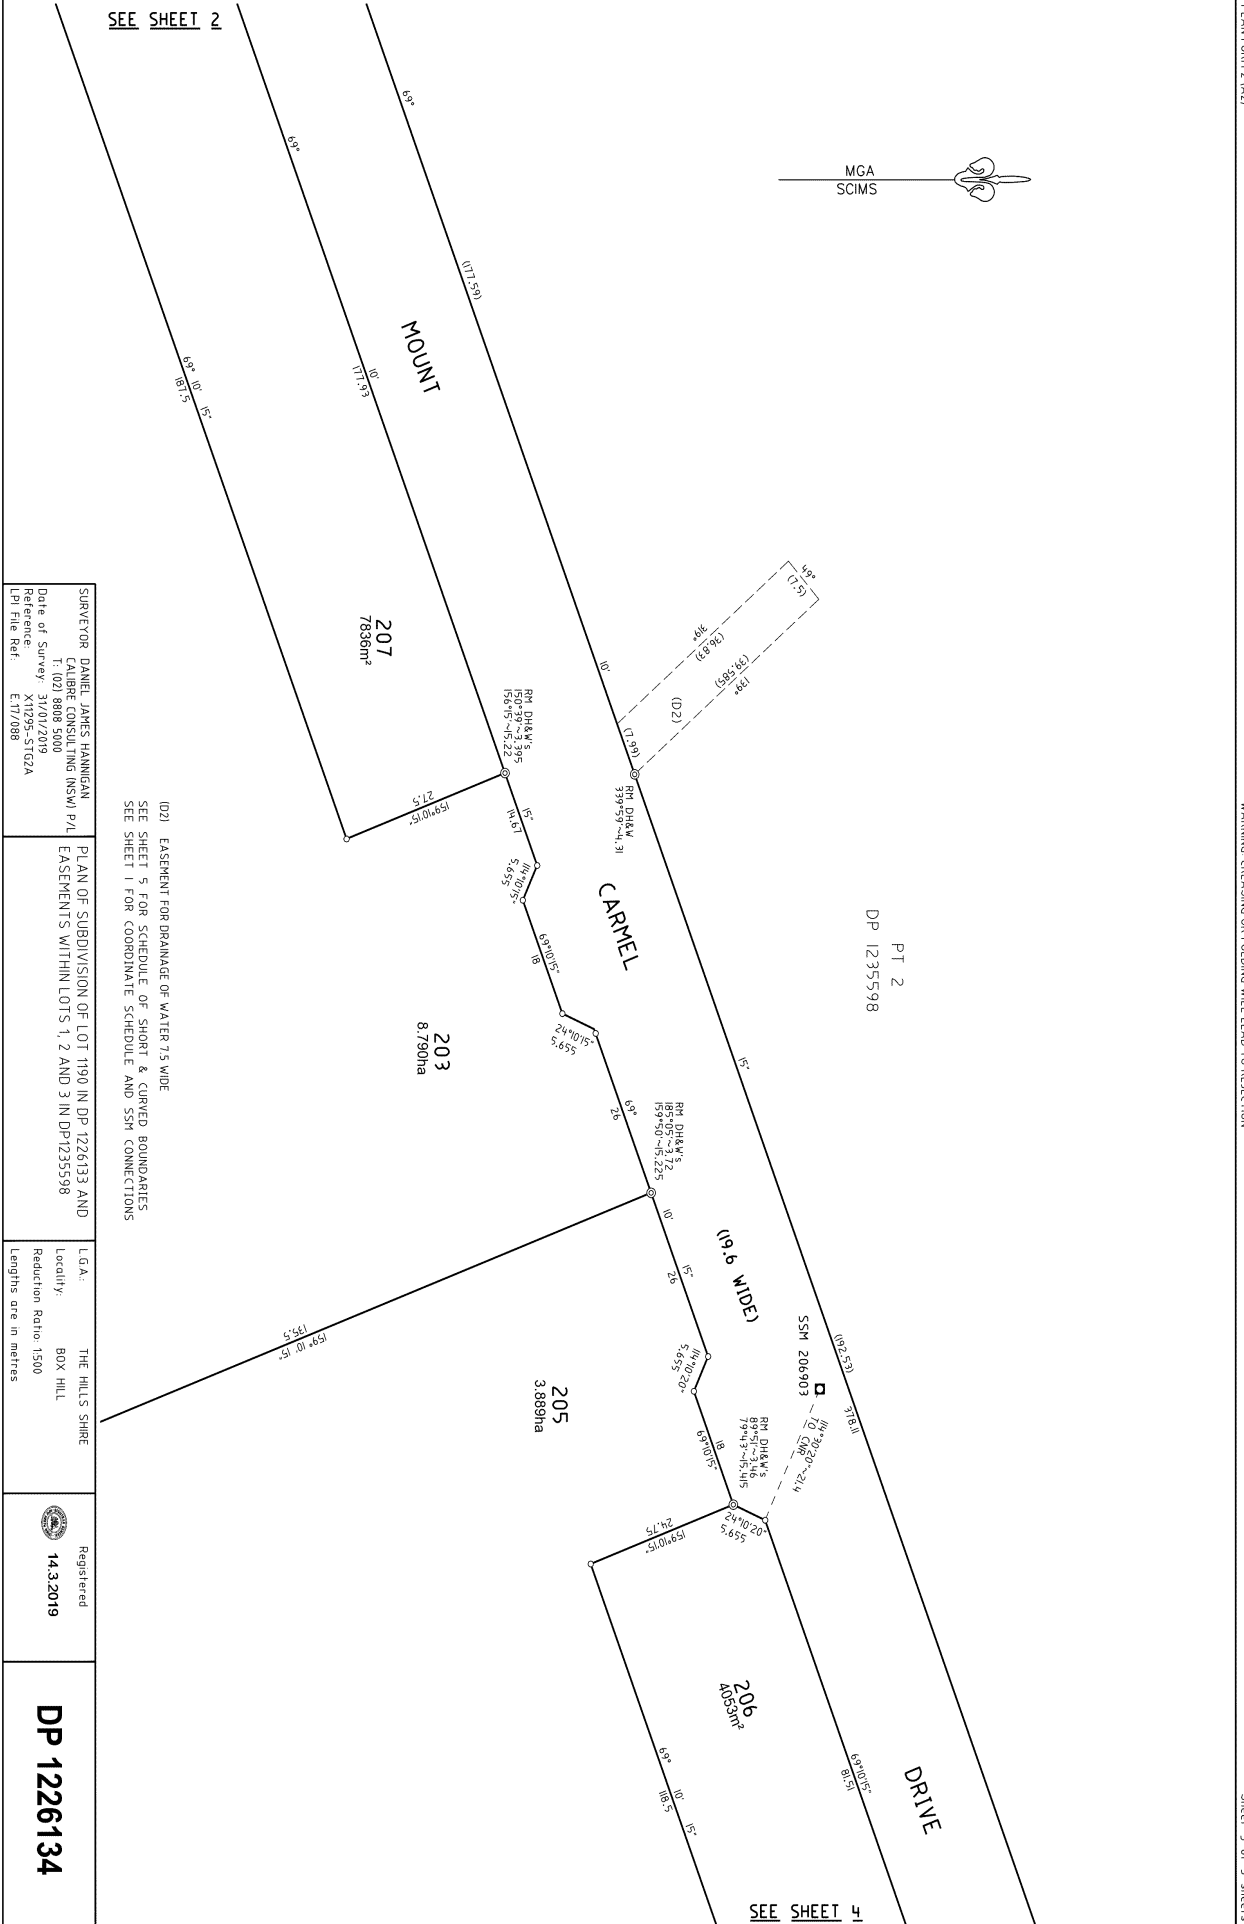 SEE SHEET 2
MGA
SCIMS
69°
69°
(177.59)
MOUNT
10'
177.93
69° 10' 15"
187.5
49°
(7.5)
319°
(36.83)
139°
(39.585)
(D2)
10'
(7.99)
207
7836m²
RM DH&W's
150°39'~3.395
156°15'~15.22
RM DH&W
339°59'~4.31
159°10'15"
27.5
15"
14.67
114°10'15"
5.655
CARMEL
PT 2
DP 1235598
69°10'15"
18
24°10'15"
5.655
203
8.790ha
15"
69°
26
RM DH&W's
185°05'~3.72
159°50'~15.225
10'
15"
26
(19.6 WIDE)
SSM 206903
114°30'20"~21.4
TO CNR
(192.53)
378.11
159° 10' 15"
135.5
114°10'20"
5.655
205
3.889ha
18
69°10'15"
RM DH&W's
89°51'~3.46
79°43'~15.415
24°10'20"
5.655
159°10'15"
24.75
206
4053m²
69° 10' 15"
118.5
69°10'15"
81.51
DRIVE
SEE SHEET 4
(D2) EASEMENT FOR DRAINAGE OF WATER 7.5 WIDE
SEE SHEET 5 FOR SCHEDULE OF SHORT & CURVED BOUNDARIES
SEE SHEET 1 FOR COORDINATE SCHEDULE AND SSM CONNECTIONS
SURVEYOR DANIEL JAMES HANNIGAN
CALIBRE CONSULTING (NSW) P/L
T: (02) 8808 5000
Date of Survey: 31/01/2019
Reference: X11295-STG2A
LPI File Ref: E.17/088
PLAN OF SUBDIVISION OF LOT 1190 IN DP 1226133 AND
EASEMENTS WITHIN LOTS 1, 2 AND 3 IN DP1235598
L.G.A.: THE HILLS SHIRE
Locality: BOX HILL
Reduction Ratio: 1:500
Lengths are in metres
Registered
14.3.2019
DP 1226134